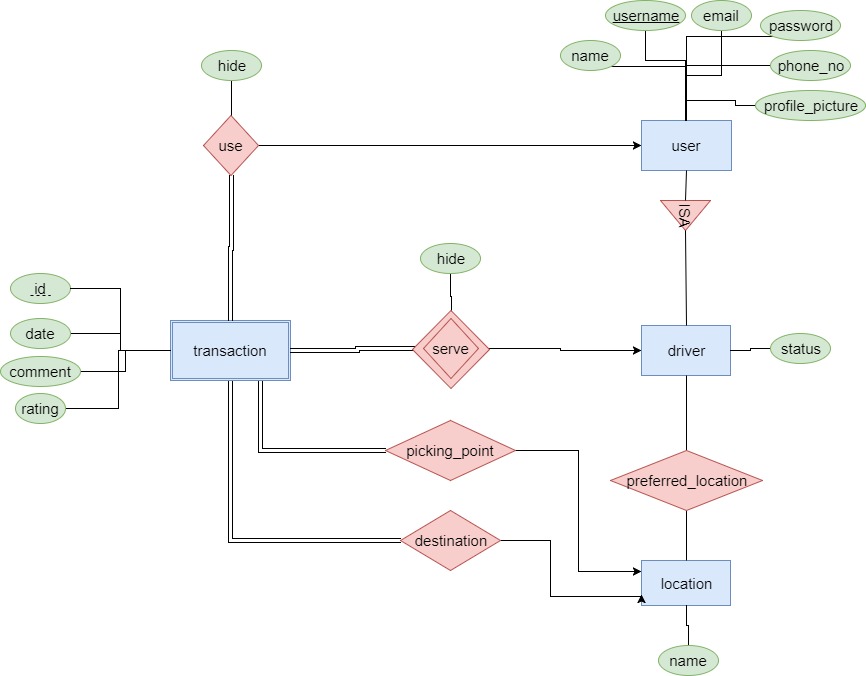 username
email
password
name
phone_no
hide
profile_picture
use
user
ISA
hide
id
date
transaction
serve
driver
status
comment
rating
picking_point
preferred_location
destination
location
name